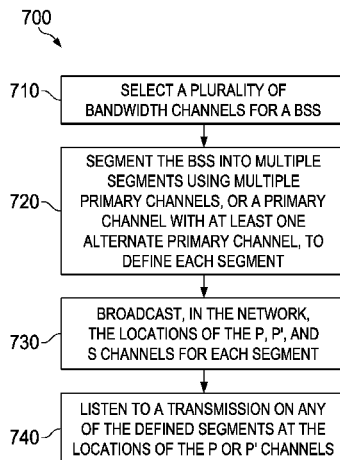 700
710
SELECT A PLURALITY OF
BANDWIDTH CHANNELS FOR A BSS
720
SEGMENT THE BSS INTO MULTIPLE
SEGMENTS USING MULTIPLE
PRIMARY CHANNELS, OR A PRIMARY
CHANNEL WITH AT LEAST ONE
ALTERNATE PRIMARY CHANNEL, TO
DEFINE EACH SEGMENT
730
BROADCAST, IN THE NETWORK,
THE LOCATIONS OF THE P, P', AND
S CHANNELS FOR EACH SEGMENT
740
LISTEN TO A TRANSMISSION ON ANY
OF THE DEFINED SEGMENTS AT THE
LOCATIONS OF THE P OR P' CHANNELS